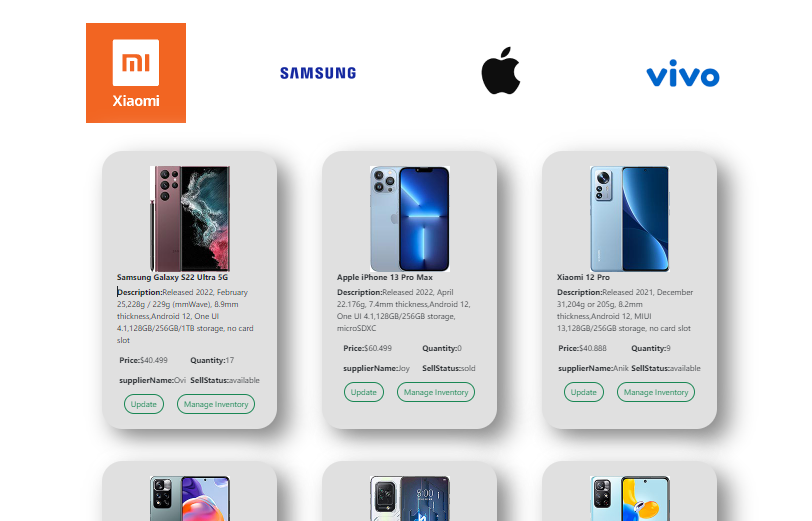 mi
Xiaomi
SAMSUNG
vivo
Samsung Galaxy S22 Ultra 5G
Description:Released 2022, February
25,228g / 229g (mmWave), 8.9mm
thickness,Android 12, One UI
4.1,128GB/256GB/1TB storage, no card
slot
Price:$40.499 Quantity:17
supplierName:Ovi SellStatus:available
Update Manage Inventory
Apple iPhone 13 Pro Max
Description:Released 2022, April
22.176g, 7.4mm thickness,Android 12,
One UI 4.1,128GB/256GB storage,
microSDXC
Price:$60.499 Quantity:0
supplierName:Joy SellStatus:sold
Update Manage Inventory
Xiaomi 12 Pro
Description:Released 2021, December
31,204g or 205g, 8.2mm
thickness,Android 12, MIUI
13,128GB/256GB storage, no card slot
Price:$40.888 Quantity:9
supplierName:Anik SellStatus:available
Update Manage Inventory
5:00